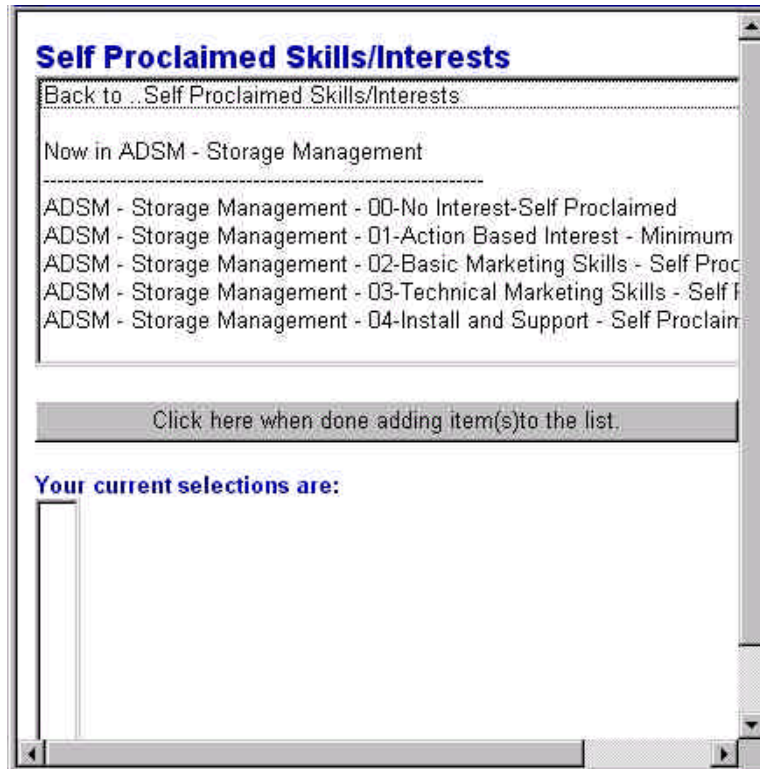 Self Proclaimed Skills/Interests
Back to ..Self Proclaimed Skills/Interests
Now in ADSM - Storage Management
------------------------------------------------------
ADSM - Storage Management - 00-No Interest-Self Proclaimed
ADSM - Storage Management - 01-Action Based Interest - Minimum
ADSM - Storage Management - 02-Basic Marketing Skills - Self Proc
ADSM - Storage Management - 03-Technical Marketing Skills - Self
ADSM - Storage Management - 04-Install and Support - Self Proclaim
Click here when done adding item(s)to the list.
Your current selections are: